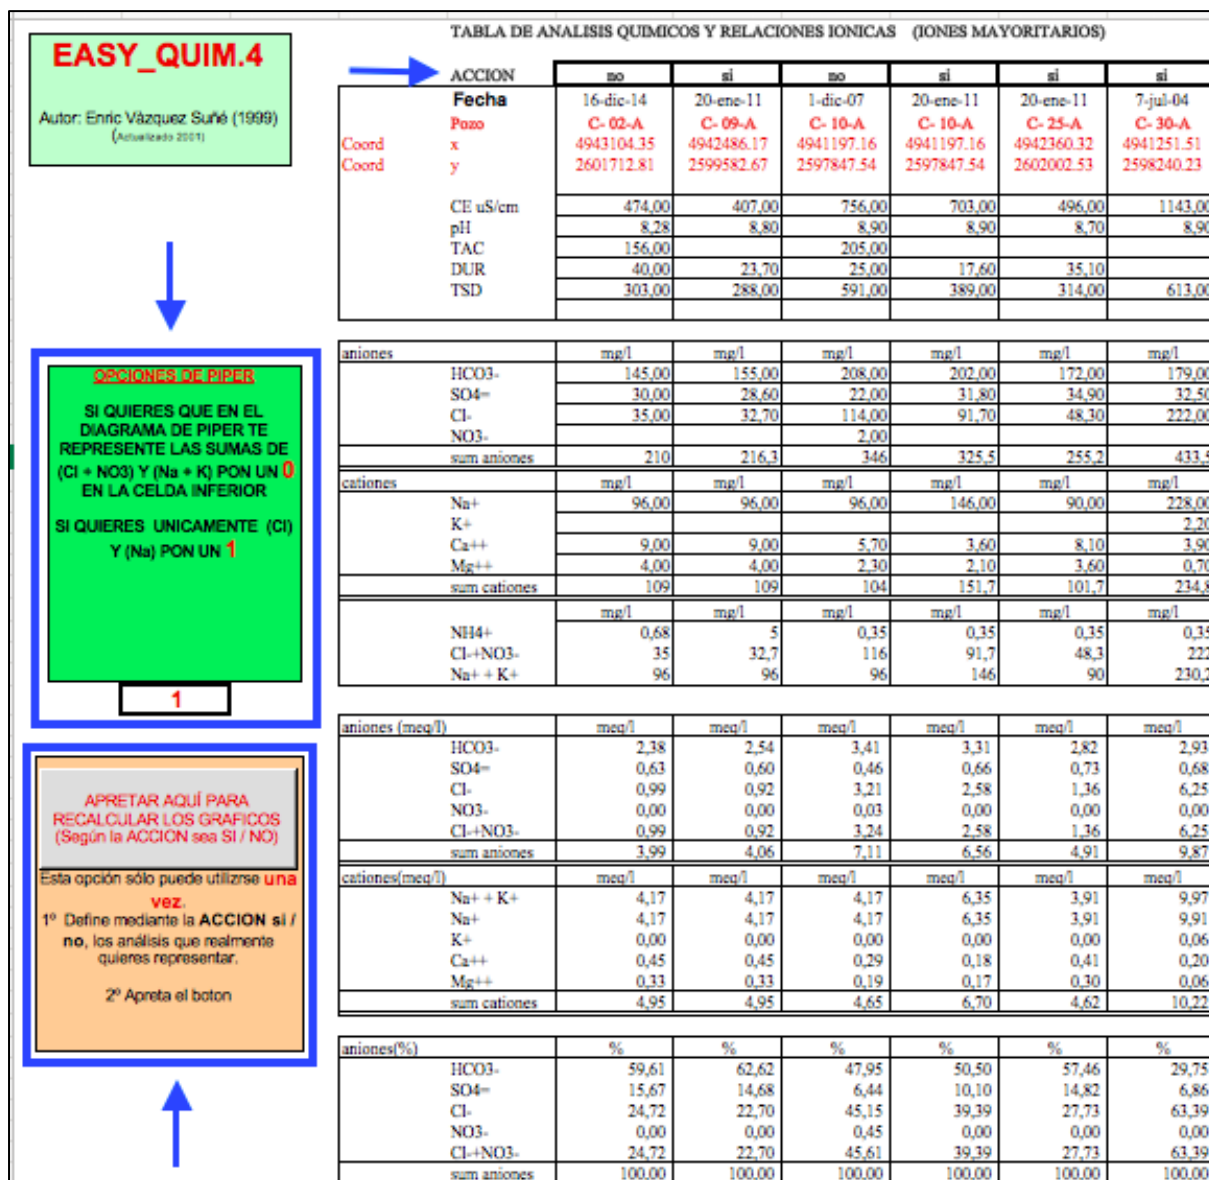 TABLA DE ANALISIS QUIMICOS Y RELACIONES IONICAS (IONES MAYORITARIOS)
EASY_QUIM.4
Autor: Enric Vàzquez Suñé (1999)
(Actualizado 2001)
ACCION no si no si si si
Fecha 16-dic-14 20-ene-11 1-dic-07 20-ene-11 20-ene-11 7-jul-04
Pozo C- 02-A C- 09-A C- 10-A C- 10-A C- 25-A C- 30-A
Coord x 4943104.35 4942486.17 4941197.16 4941197.16 4942360.32 4941251.51
Coord y 2601712.81 2599582.67 2597847.54 2597847.54 2602002.53 2598240.23
CE uS/cm 474,00 407,00 756,00 703,00 496,00 1143,00
pH 8,28 8,80 8,90 8,90 8,70 8,90
TAC 156,00 205,00
DUR 40,00 23,70 25,00 17,60 35,10
TSD 303,00 288,00 591,00 389,00 314,00 613,00
OPCIONES DE PIPER
SI QUIERES QUE EN EL
DIAGRAMA DE PIPER TE
REPRESENTE LAS SUMAS DE
(Cl + NO3) Y (Na + K) PON UN 0
EN LA CELDA INFERIOR
SI QUIERES UNICAMENTE (Cl)
Y (Na) PON UN 1
1
aniones mg/l mg/l mg/l mg/l mg/l mg/l
HCO3- 145,00 155,00 208,00 202,00 172,00 179,00
SO4= 30,00 28,60 22,00 31,80 34,90 32,50
Cl- 35,00 32,70 114,00 91,70 48,30 222,00
NO3- 2,00
sum aniones 210 216,3 346 325,5 255,2 433,5
cationes mg/l mg/l mg/l mg/l mg/l mg/l
Na+ 96,00 96,00 96,00 146,00 90,00 228,00
K+ 2,20
Ca++ 9,00 9,00 5,70 3,60 8,10 3,90
Mg++ 4,00 4,00 2,30 2,10 3,60 0,70
sum cationes 109 109 104 151,7 101,7 234,8
mg/l mg/l mg/l mg/l mg/l mg/l
NH4+ 0,68 5 0,35 0,35 0,35 0,35
Cl-+NO3- 35 32,7 116 91,7 48,3 222
Na+ + K+ 96 96 96 146 90 230,2
APRETAR AQUÍ PARA
RECALCULAR LOS GRAFICOS
(Según la ACCION sea SI / NO)
Esta opción sólo puede utilizrse una
vez.
1º Define mediante la ACCION si /
no, los análisis que realmente
quieres representar.
2º Apreta el boton
aniones (meq/l) meq/l meq/l meq/l meq/l meq/l meq/l
HCO3- 2,38 2,54 3,41 3,31 2,82 2,93
SO4= 0,63 0,60 0,46 0,66 0,73 0,68
Cl- 0,99 0,92 3,21 2,58 1,36 6,25
NO3- 0,00 0,00 0,03 0,00 0,00 0,00
Cl-+NO3- 0,99 0,92 3,24 2,58 1,36 6,25
sum aniones 3,99 4,06 7,11 6,56 4,91 9,87
cationes(meq/l) meq/l meq/l meq/l meq/l meq/l meq/l
Na+ + K+ 4,17 4,17 4,17 6,35 3,91 9,97
Na+ 4,17 4,17 4,17 6,35 3,91 9,91
K+ 0,00 0,00 0,00 0,00 0,00 0,06
Ca++ 0,45 0,45 0,29 0,18 0,41 0,20
Mg++ 0,33 0,33 0,19 0,17 0,30 0,06
sum cationes 4,95 4,95 4,65 6,70 4,62 10,22
aniones(%) % % % % % %
HCO3- 59,61 62,62 47,95 50,50 57,46 29,75
SO4= 15,67 14,68 6,44 10,10 14,82 6,86
Cl- 24,72 22,70 45,15 39,39 27,73 63,39
NO3- 0,00 0,00 0,45 0,00 0,00 0,00
Cl-+NO3- 24,72 22,70 45,61 39,39 27,73 63,39
sum aniones 100,00 100,00 100,00 100,00 100,00 100,00